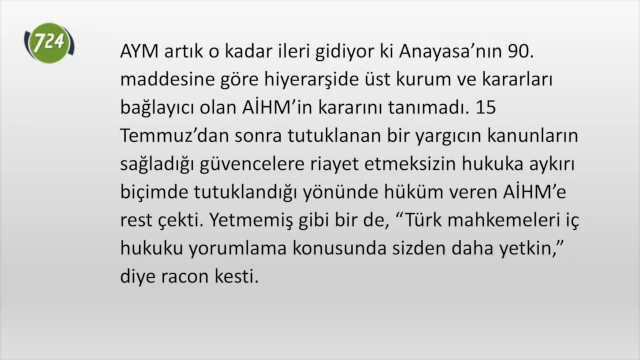 724
AYM artık o kadar ileri gidiyor ki Anayasa’nın 90.
maddesine göre hiyerarşide üst kurum ve kararları
bağlayıcı olan AİHM’in kararını tanımadı. 15
Temmuz’dan sonra tutuklanan bir yargıcın kanunların
sağladığı güvencelere riayet etmeksizin hukuka aykırı
biçimde tutuklandığı yönünde hüküm veren AİHM’e
rest çekti. Yetmemiş gibi bir de, “Türk mahkemeleri iç
hukuku yorumlama konusunda sizden daha yetkin,”
diye racon kesti.